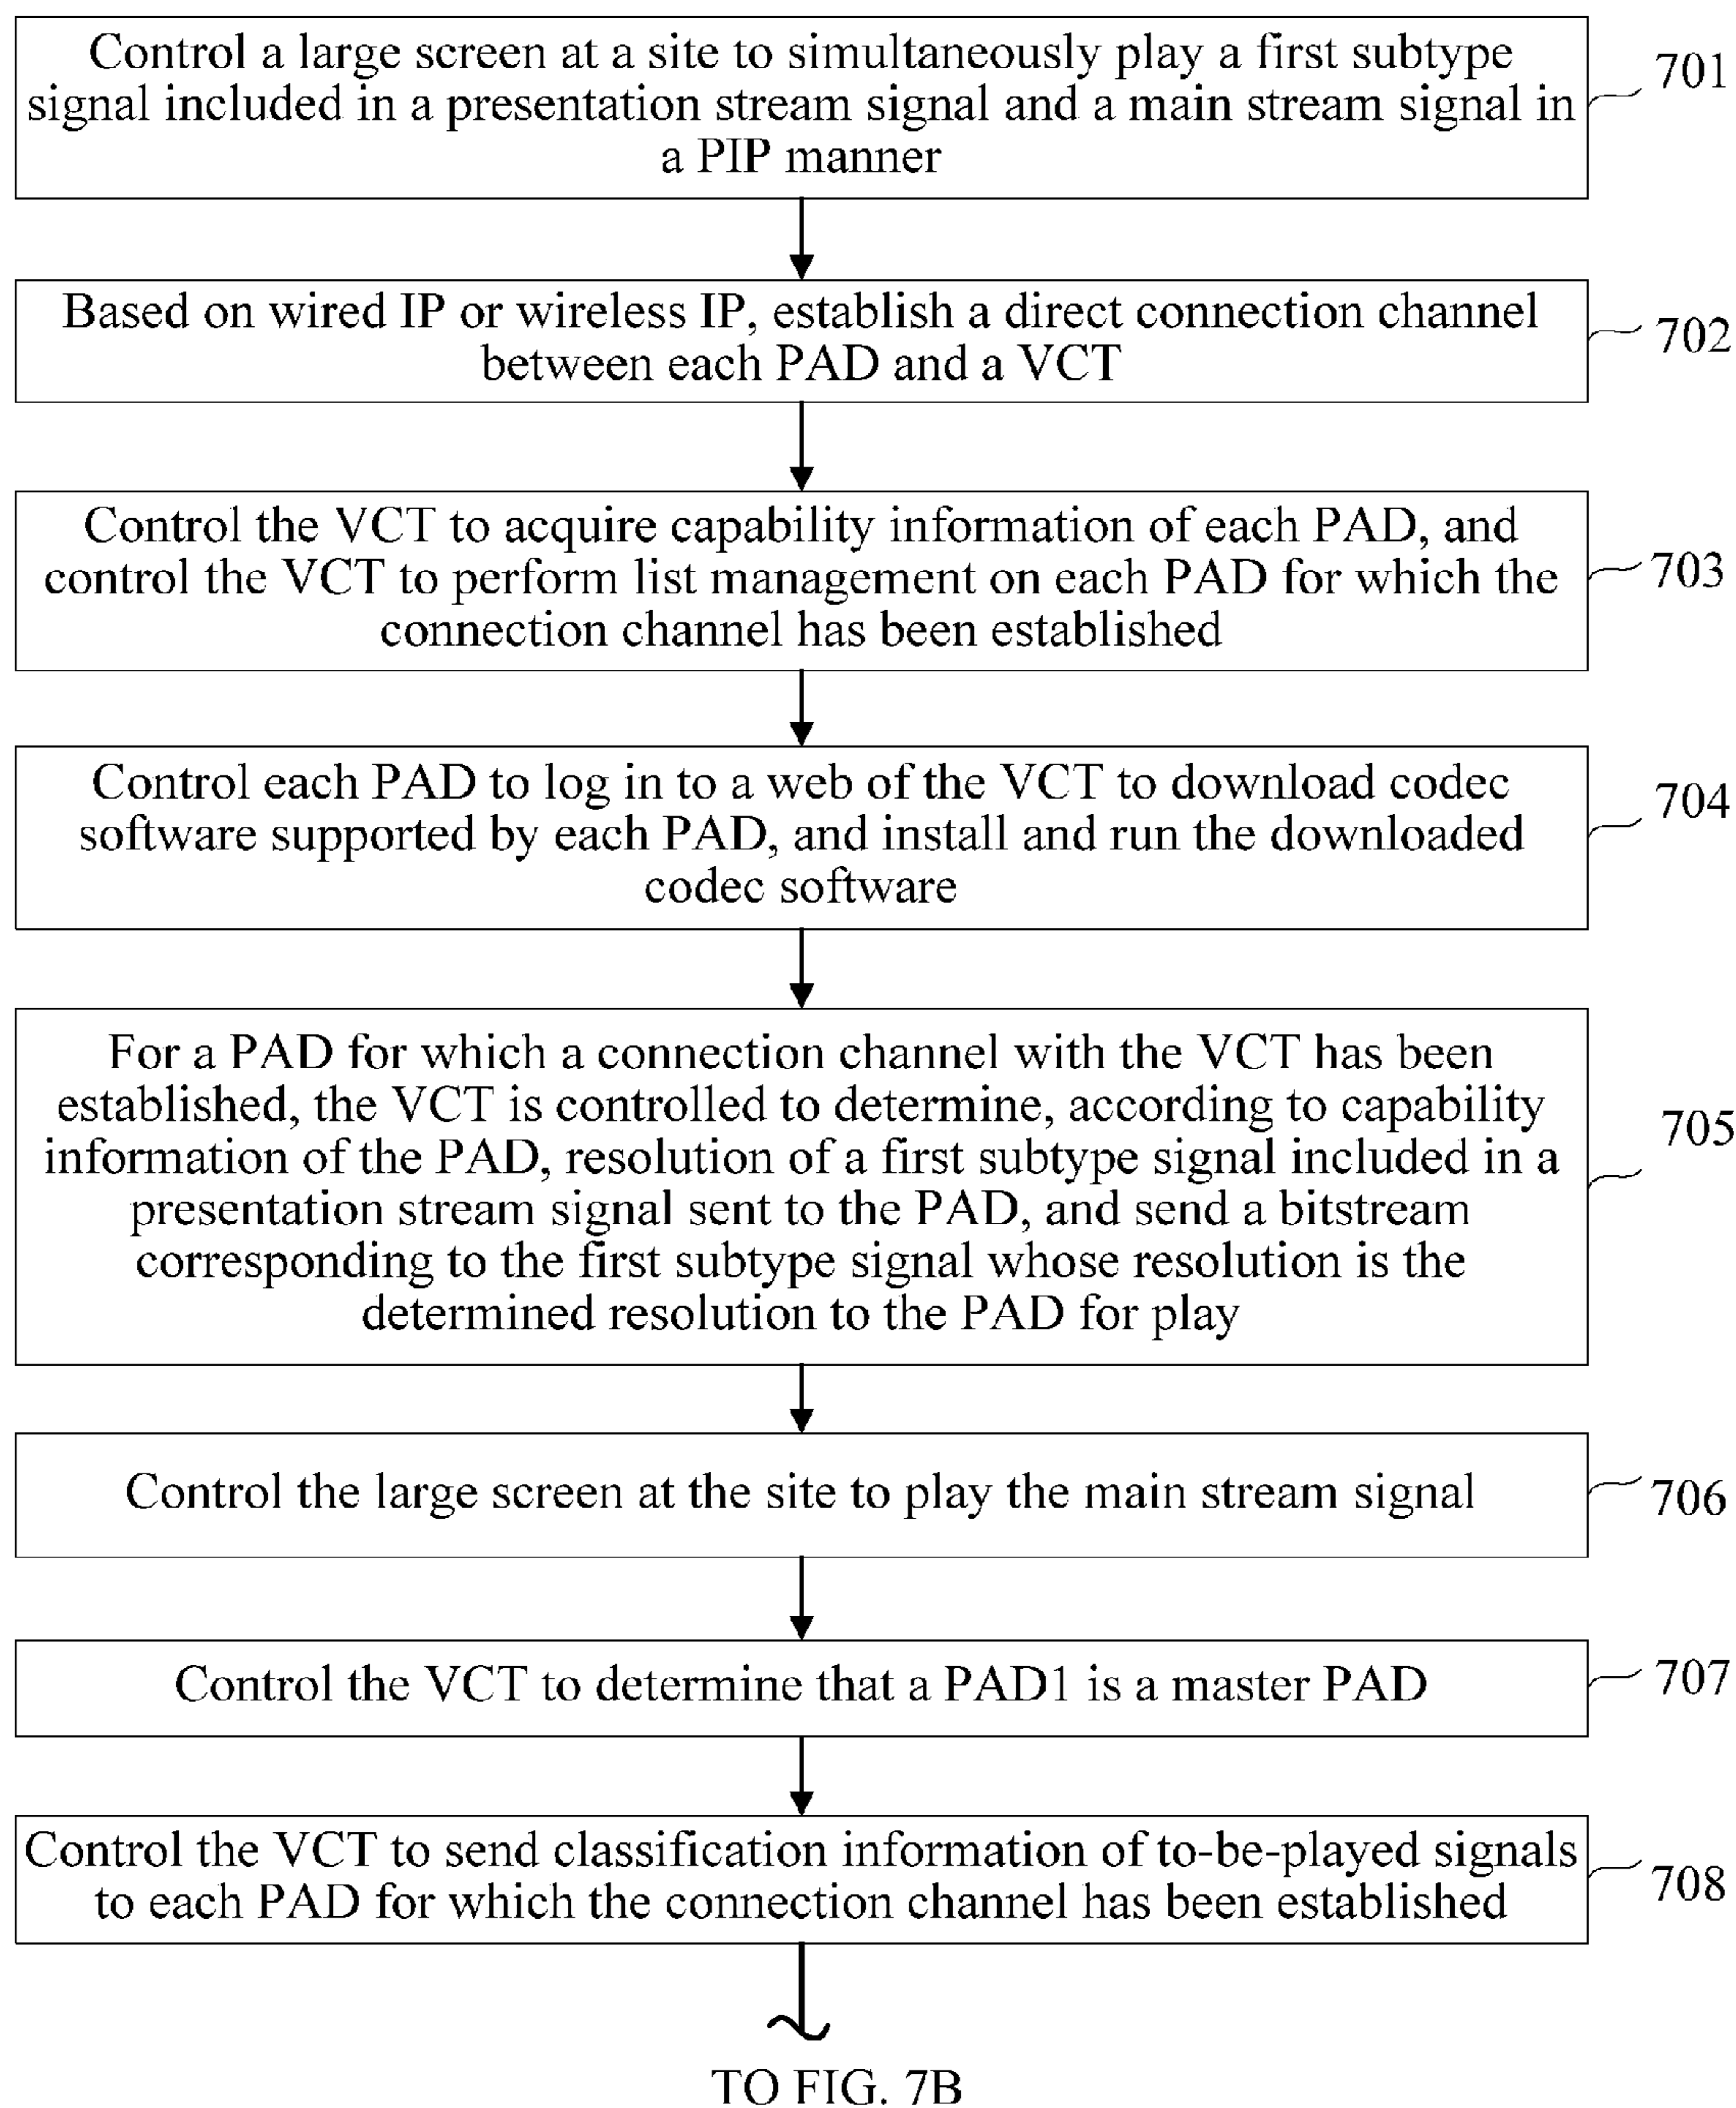 Control a large screen at a site to simultaneously play a first subtype
signal included in a presentation stream signal and a main stream signal in
a PIP manner
701
Based on wired IP or wireless IP, establish a direct connection channel
between each PAD and a VCT
702
Control the VCT to acquire capability information of each PAD, and
control the VCT to perform list management on each PAD for which the
connection channel has been established
703
Control each PAD to log in to a web of the VCT to download codec
software supported by each PAD, and install and run the downloaded
codec software
704
For a PAD for which a connection channel with the VCT has been
established, the VCT is controlled to determine, according to capability
information of the PAD, resolution of a first subtype signal included in a
presentation stream signal sent to the PAD, and send a bitstream
corresponding to the first subtype signal whose resolution is the
determined resolution to the PAD for play
705
Control the large screen at the site to play the main stream signal
706
Control the VCT to determine that a PAD1 is a master PAD
707
Control the VCT to send classification information of to-be-played signals
to each PAD for which the connection channel has been established
708
TO FIG. 7B